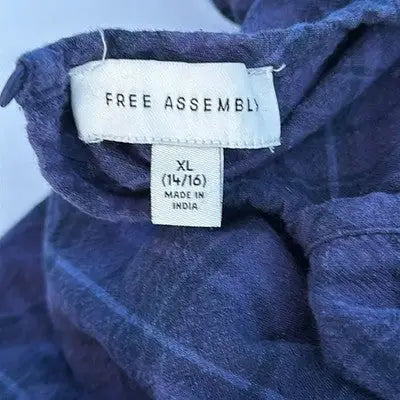 FREE ASSEMBLY
XL
(14/16)
MADE IN
INDIA